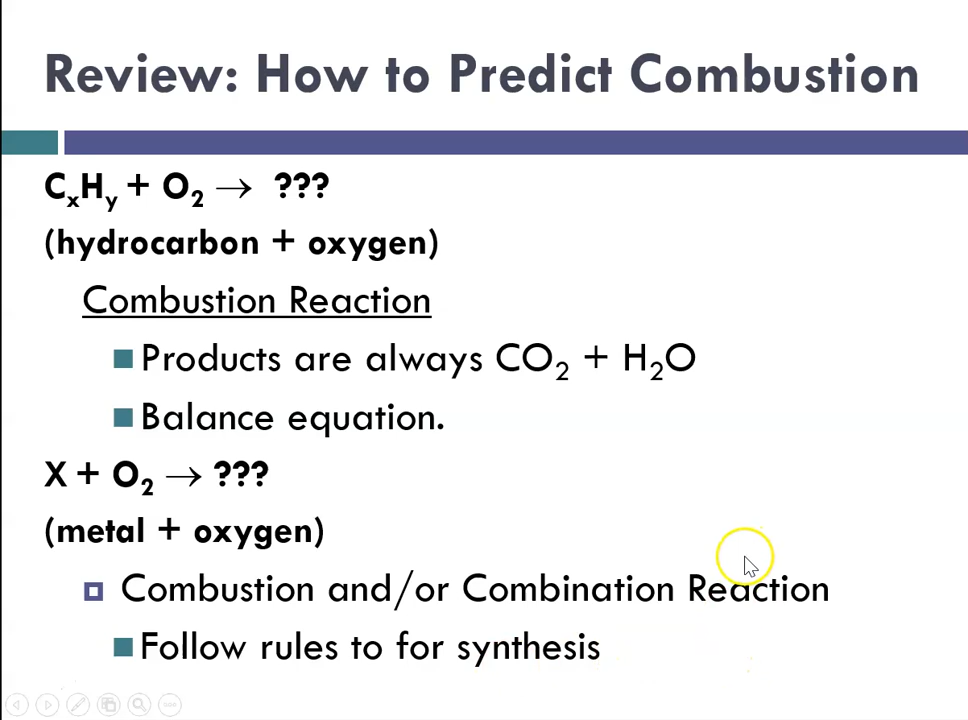 Review: How to Predict Combustion
CₓHᵧ + O₂ → ???
(hydrocarbon + oxygen)
Combustion Reaction
Products are always CO₂ + H₂O
Balance equation.
X + O₂ → ???
(metal + oxygen)
Combustion and/or Combination Reaction
Follow rules to for synthesis